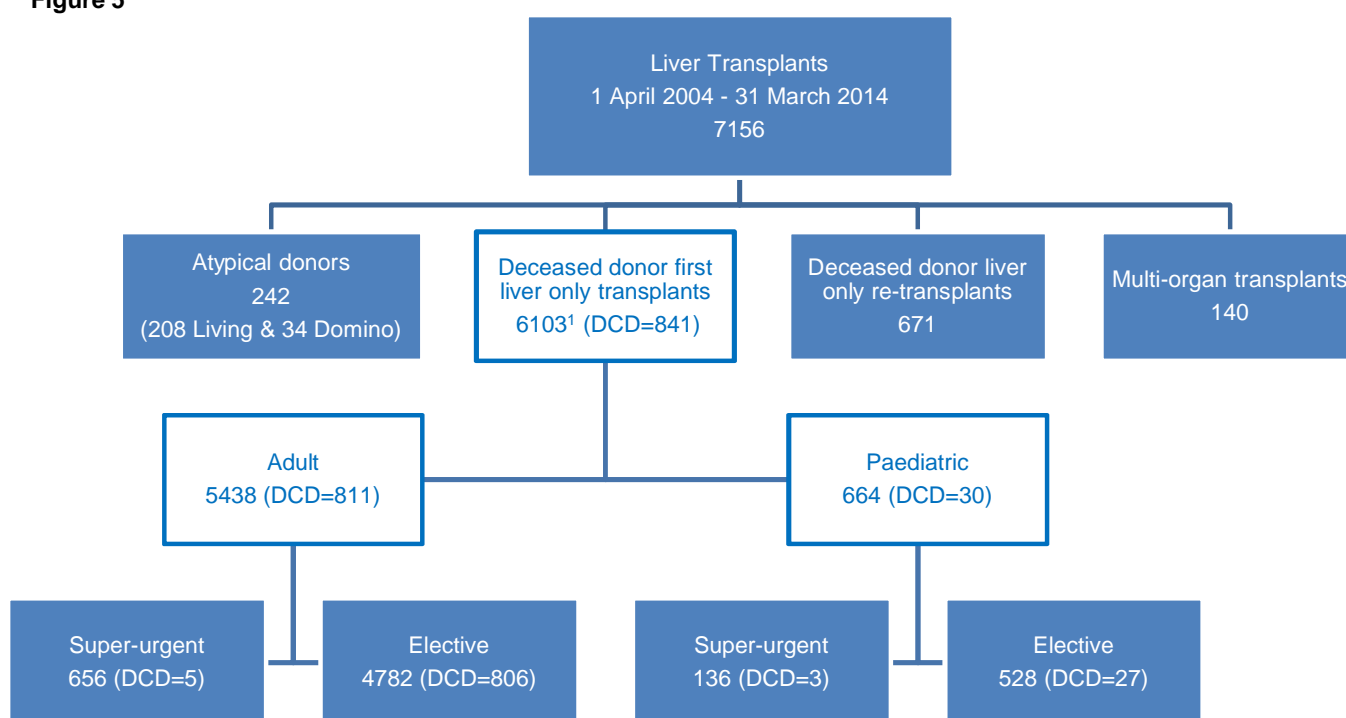 Figure 5
Liver Transplants
1 April 2004 - 31 March 2014
7156
Atypical donors
242
(208 Living & 34 Domino)
Deceased donor first
liver only transplants
6103¹ (DCD=841)
Deceased donor liver
only re-transplants
671
Multi-organ transplants
140
Adult
5438 (DCD=811)
Paediatric
664 (DCD=30)
Super-urgent
656 (DCD=5)
Elective
4782 (DCD=806)
Super-urgent
136 (DCD=3)
Elective
528 (DCD=27)